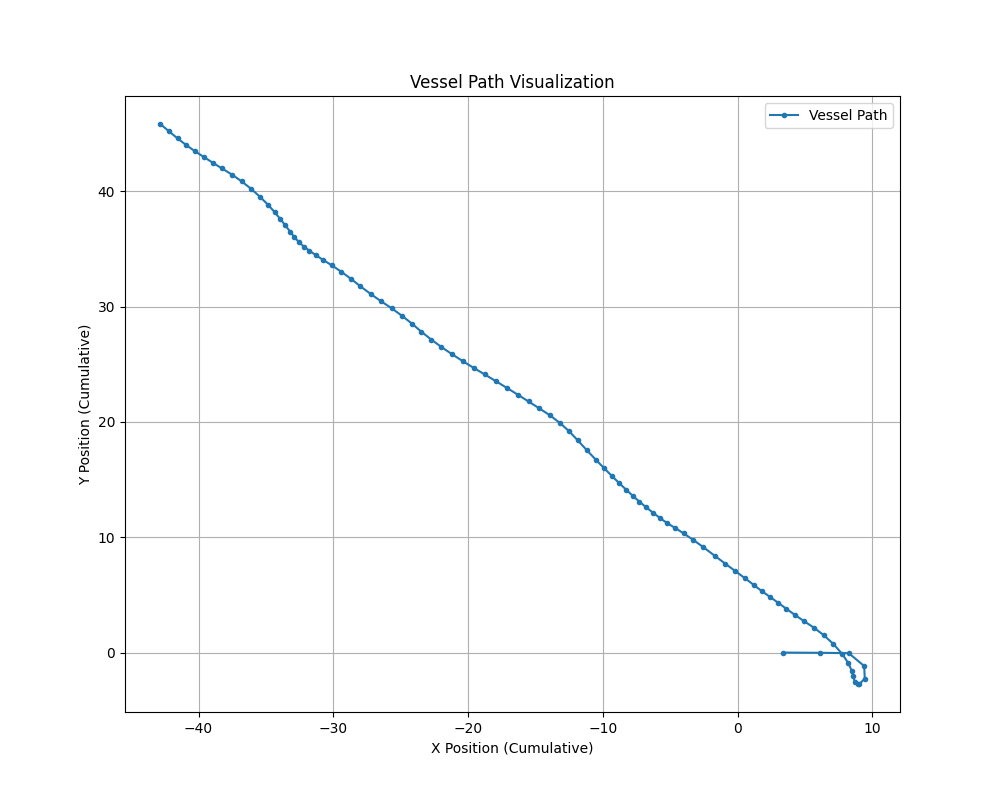 Vessel Path Visualization
Vessel Path
Y Position (Cumulative)
40
30
20
10
0
−40
−30
−20
−10
0
10
X Position (Cumulative)